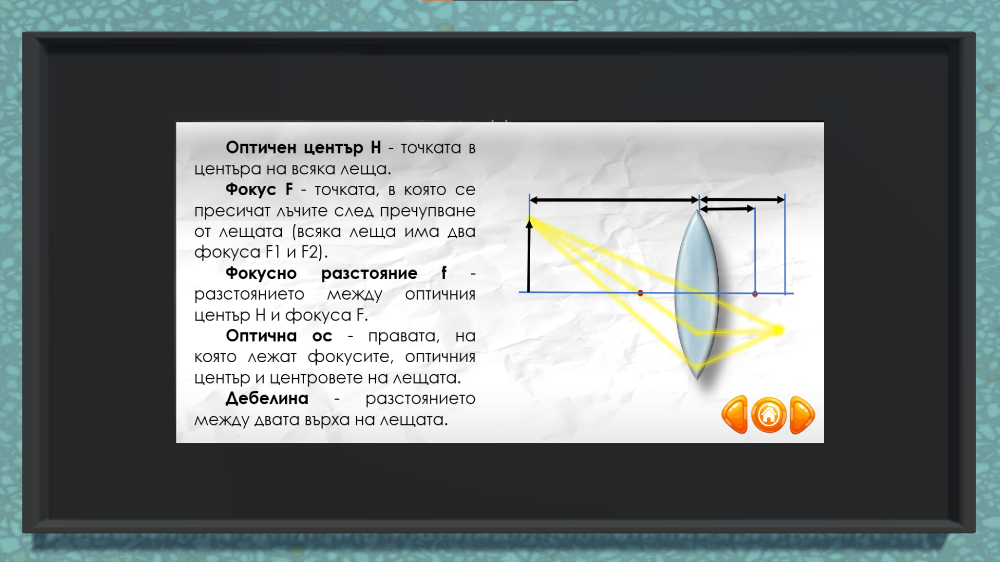 Оптичен център Н - точката в
центъра на всяка леща.
Фокус F - точката, в която се
пресичат лъчите след пречупване
от лещата (всяка леща има два
фокуса F1 и F2).
Фокусно разстояние f -
разстоянието между оптичния
център Н и фокуса F.
Оптична ос - правата, на
която лежат фокусите, оптичния
център и центровете на лещата.
Дебелина - разстоянието
между двата върха на лещата.